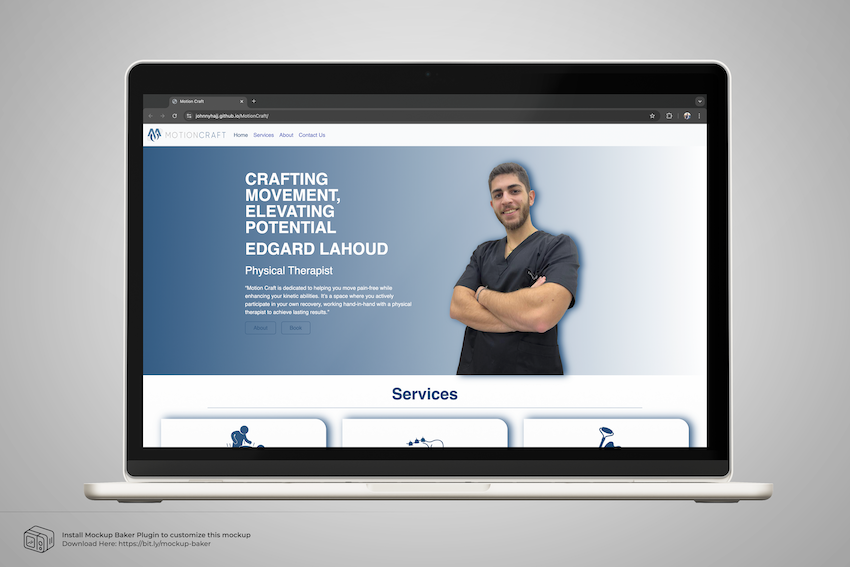 Motion Craft
johnnyhajj.github.io/MotionCraft/
MOTIONCRAFT Home Services About Contact Us
CRAFTING
MOVEMENT,
ELEVATING
POTENTIAL
EDGARD LAHOUD
Physical Therapist
"Motion Craft is dedicated to helping you move pain-free while
enhancing your kinetic abilities. It's a space where you actively
participate in your own recovery, working hand-in-hand with a physical
therapist to achieve lasting results."
About Book
Services
Install Mockup Baker Plugin to customize this mockup
Download Here: https://bit.ly/mockup-baker